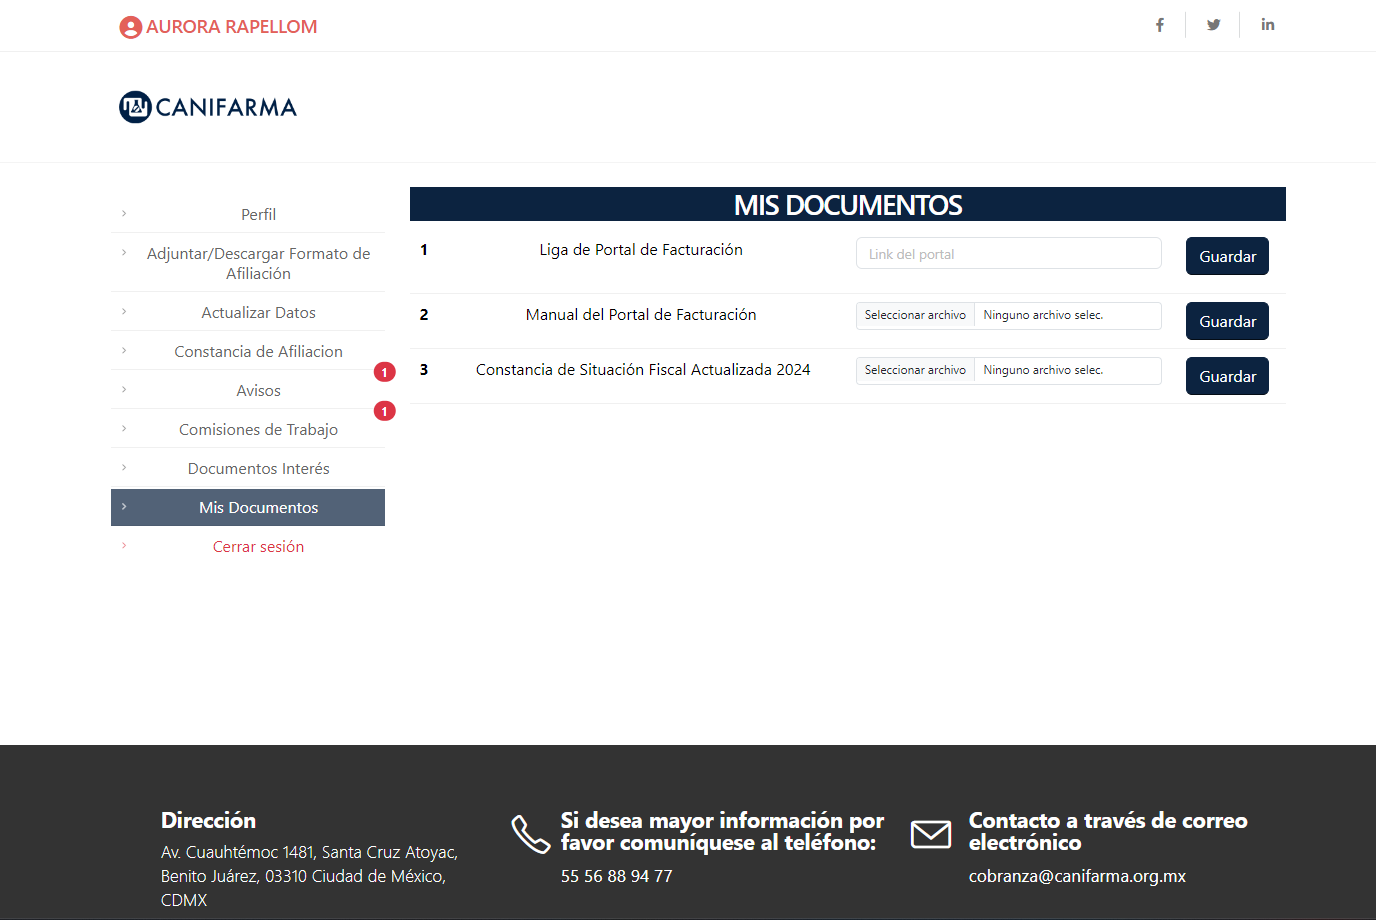 AURORA RAPELLOM
CANIFARMA
Perfil
Adjuntar/Descargar Formato de
Afiliación
Actualizar Datos
Constancia de Afiliacion
1
Avisos
1
Comisiones de Trabajo
Documentos Interés
Mis Documentos
Cerrar sesión
MIS DOCUMENTOS
1 Liga de Portal de Facturación Link del portal Guardar
2 Manual del Portal de Facturación Seleccionar archivo Ninguno archivo selec. Guardar
3 Constancia de Situación Fiscal Actualizada 2024 Seleccionar archivo Ninguno archivo selec. Guardar
Dirección
Av. Cuauhtémoc 1481, Santa Cruz Atoyac,
Benito Juárez, 03310 Ciudad de México,
CDMX
Si desea mayor información por
favor comuníquese al teléfono:
55 56 88 94 77
Contacto a través de correo
electrónico
cobranza@canifarma.org.mx